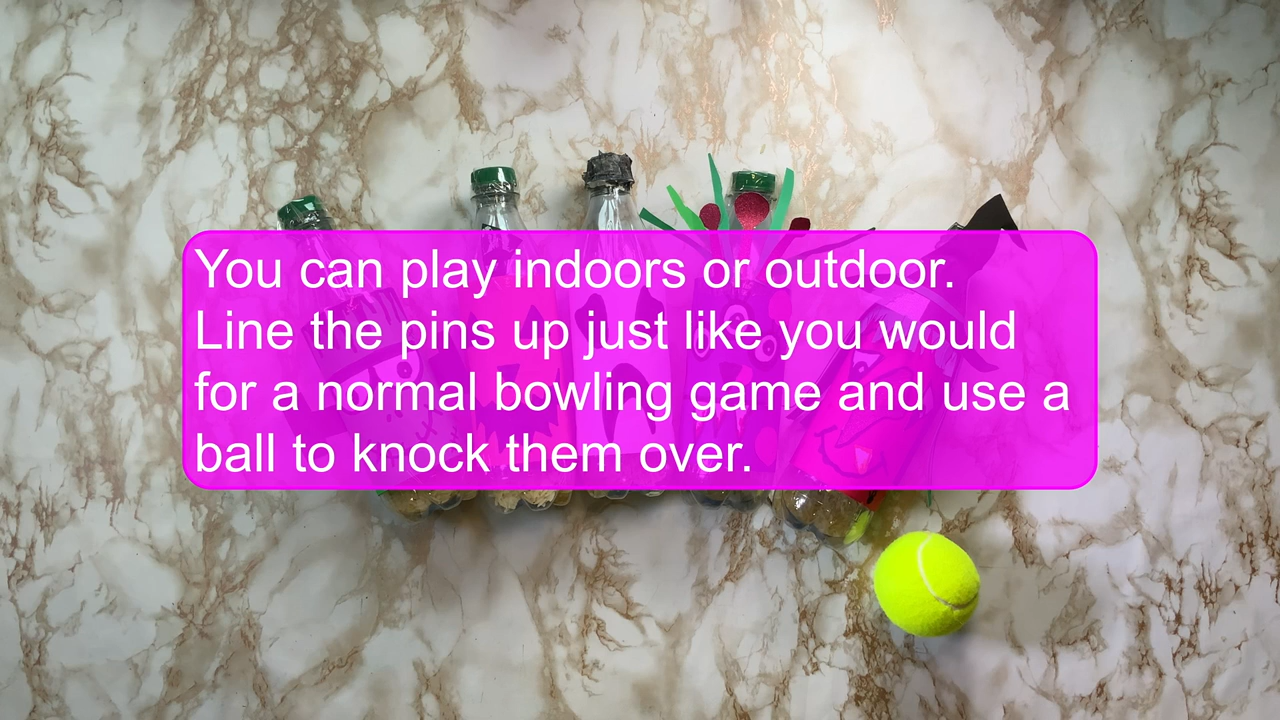 You can play indoors or outdoor.
Line the pins up just like you would
for a normal bowling game and use a
ball to knock them over.